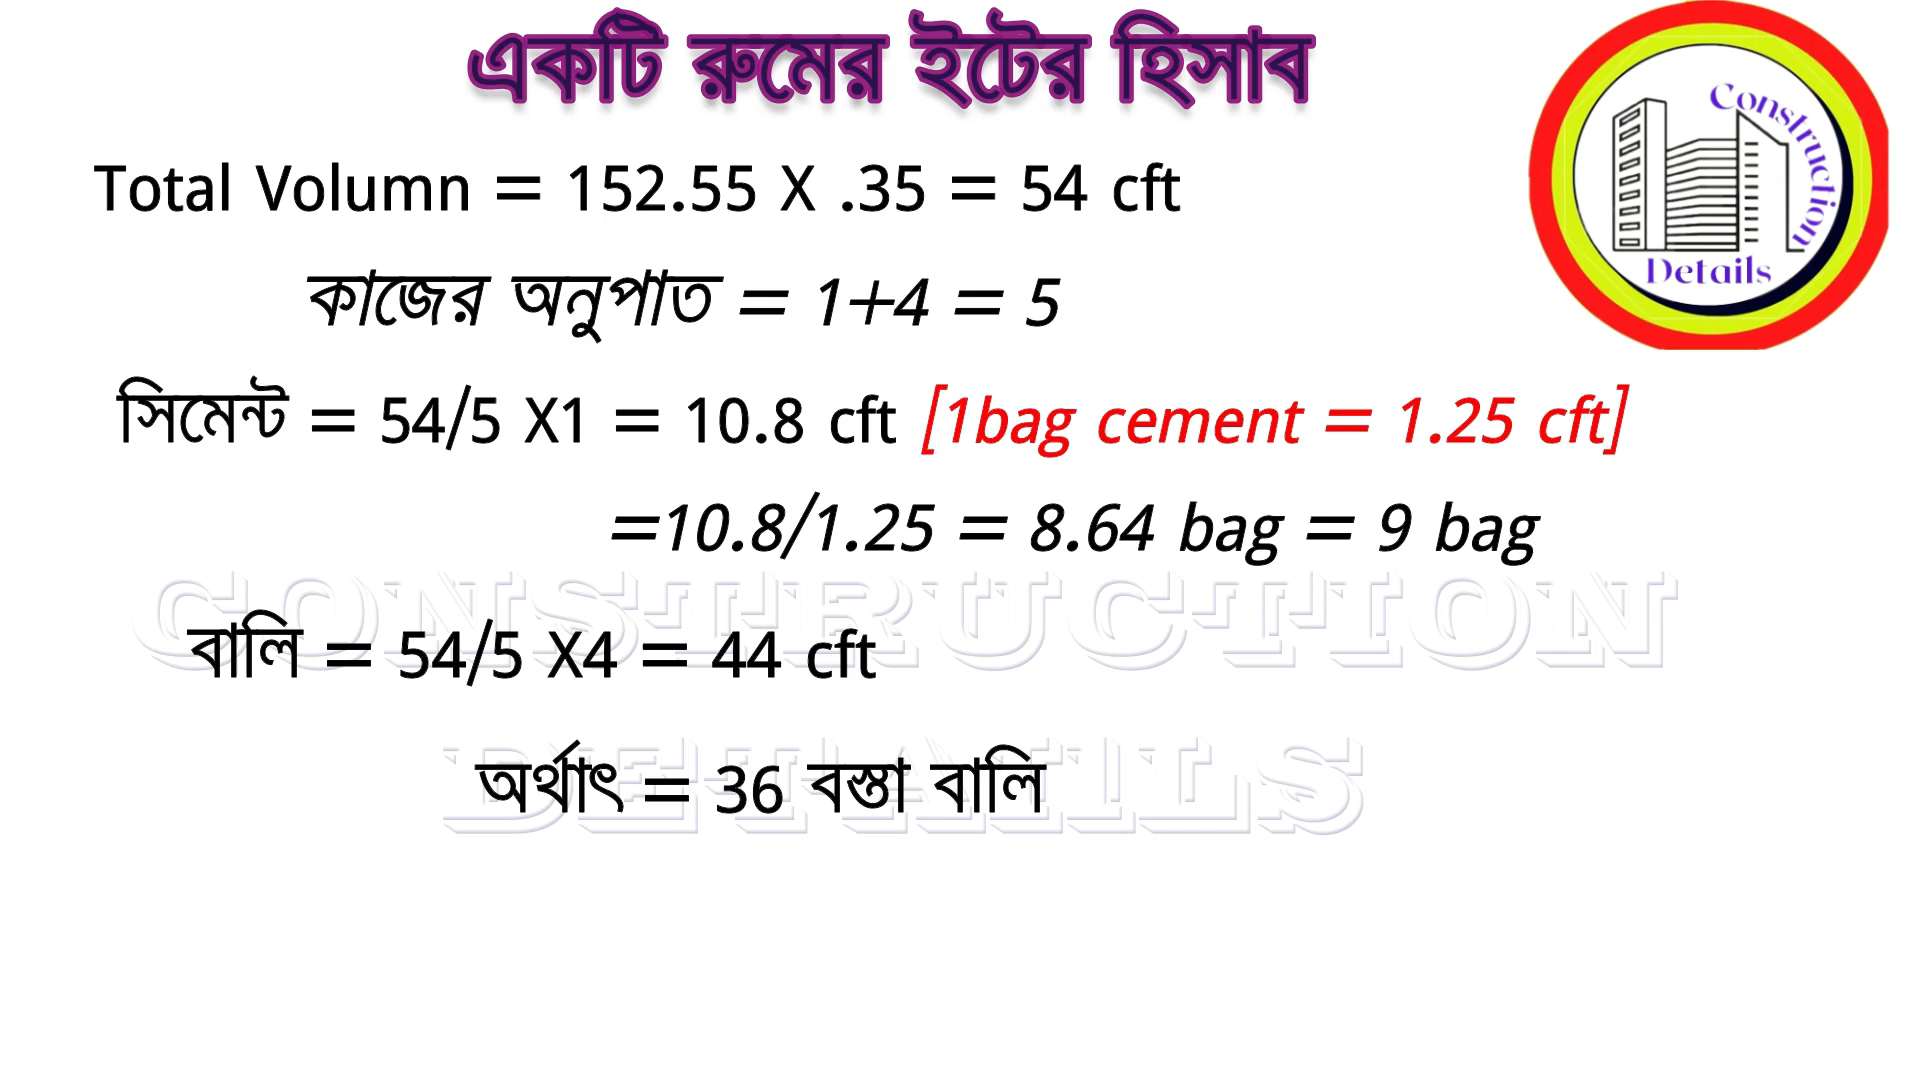 একটি রুমের ইটের হিসাব
Construction
Details
Total Volumn = 152.55 X .35 = 54 cft
কাজের অনুপাত = 1+4 = 5
সিমেন্ট = 54/5 X1 = 10.8 cft [1bag cement = 1.25 cft]
=10.8/1.25 = 8.64 bag = 9 bag
CONSTRUCTION
বালি = 54/5 X4 = 44 cft
DETAILS
অর্থাৎ = 36 বস্তা বালি